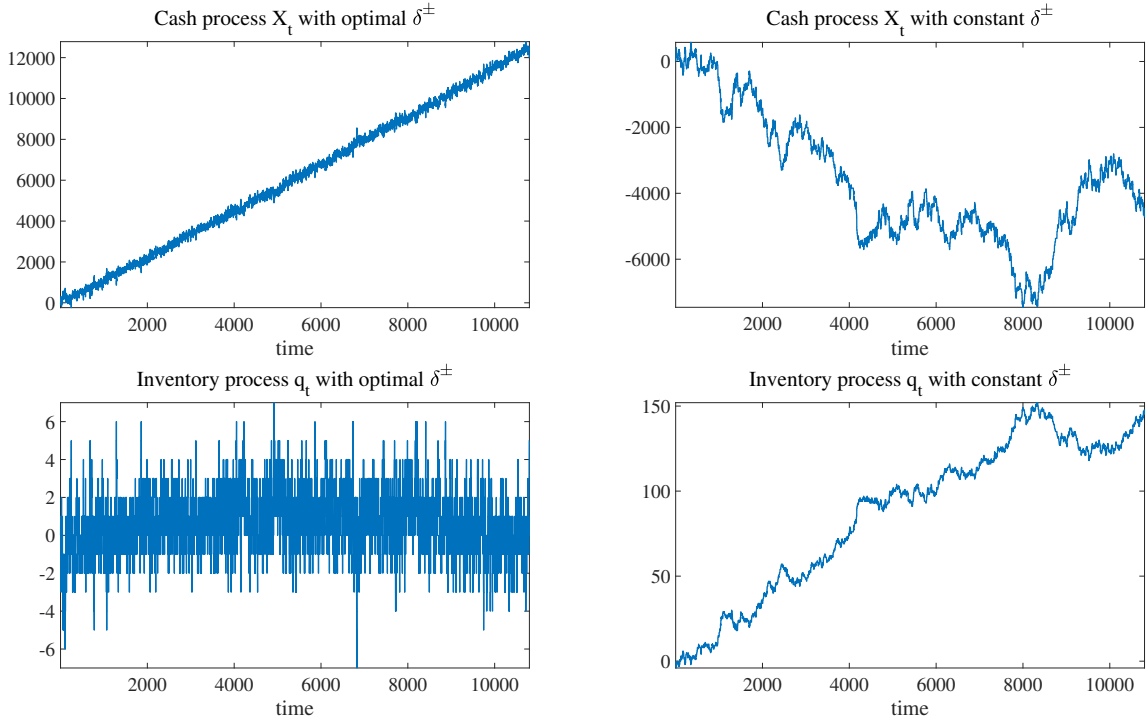 Cash process X_t with optimal δ^±
12000
10000
8000
6000
4000
2000
0
2000 4000 6000 8000 10000
time
Cash process X_t with constant δ^±
0
-2000
-4000
-6000
2000 4000 6000 8000 10000
time
Inventory process q_t with optimal δ^±
6
4
2
0
-2
-4
-6
2000 4000 6000 8000 10000
time
Inventory process q_t with constant δ^±
150
100
50
0
2000 4000 6000 8000 10000
time